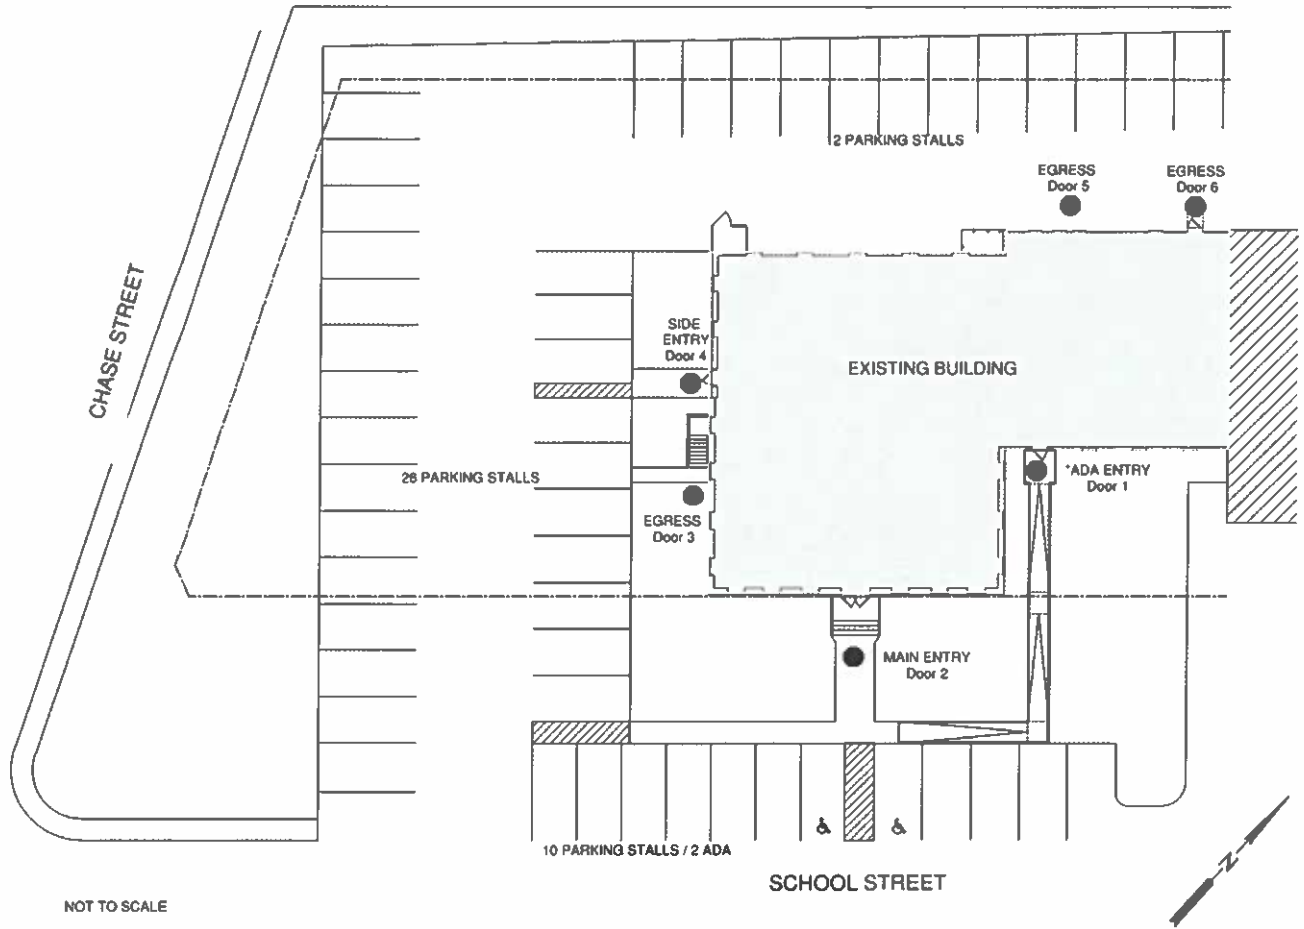 12 PARKING STALLS
EGRESS
Door 5
EGRESS
Door 6
CHASE STREET
SIDE
ENTRY
Door 4
EXISTING BUILDING
26 PARKING STALLS
*ADA ENTRY
Door 1
EGRESS
Door 3
MAIN ENTRY
Door 2
10 PARKING STALLS / 2 ADA
SCHOOL STREET
N
NOT TO SCALE